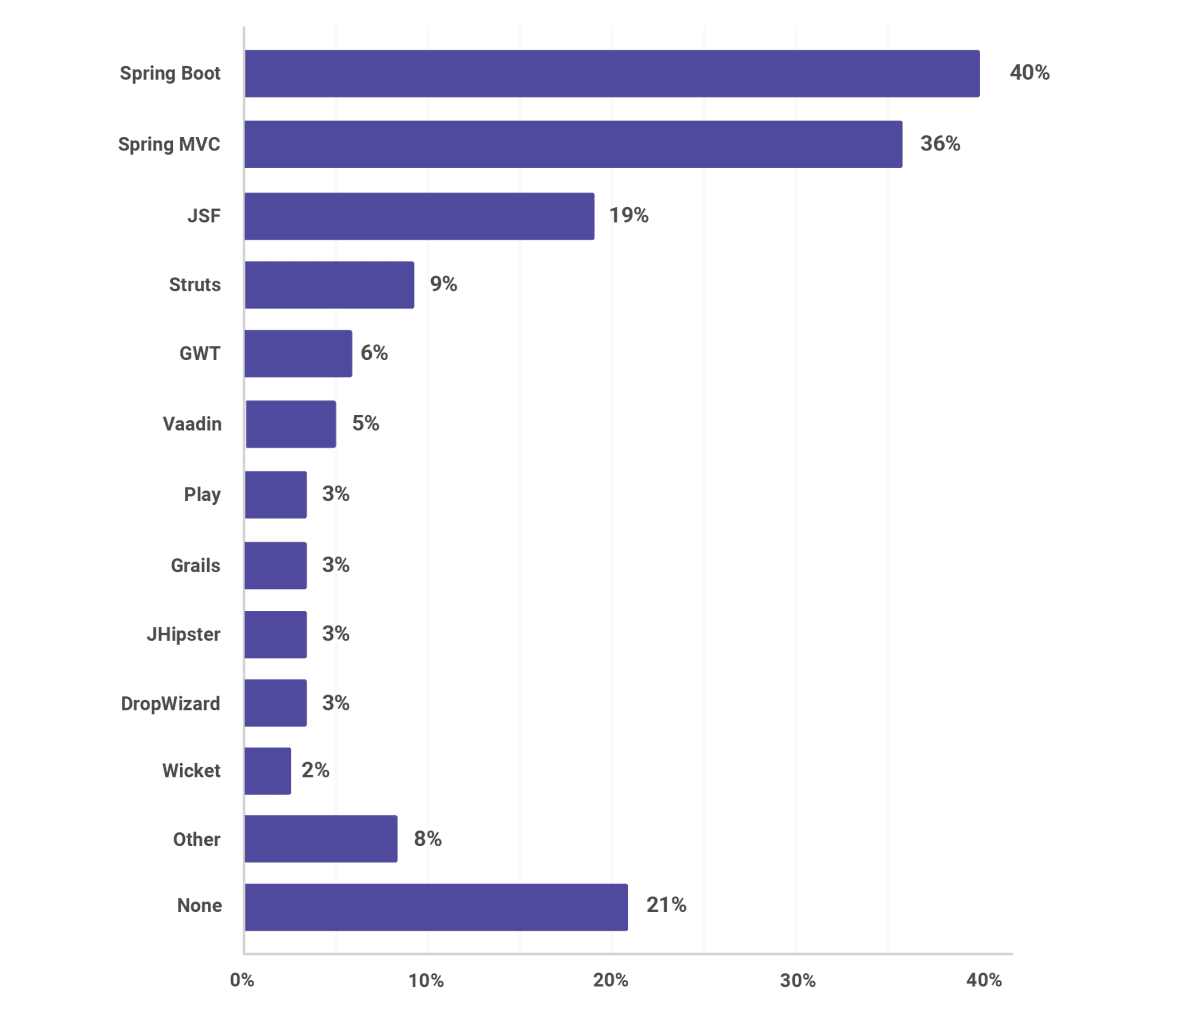 Spring Boot 40%
Spring MVC 36%
JSF 19%
Struts 9%
GWT 6%
Vaadin 5%
Play 3%
Grails 3%
JHipster 3%
DropWizard 3%
Wicket 2%
Other 8%
None 21%
0% 10% 20% 30% 40%